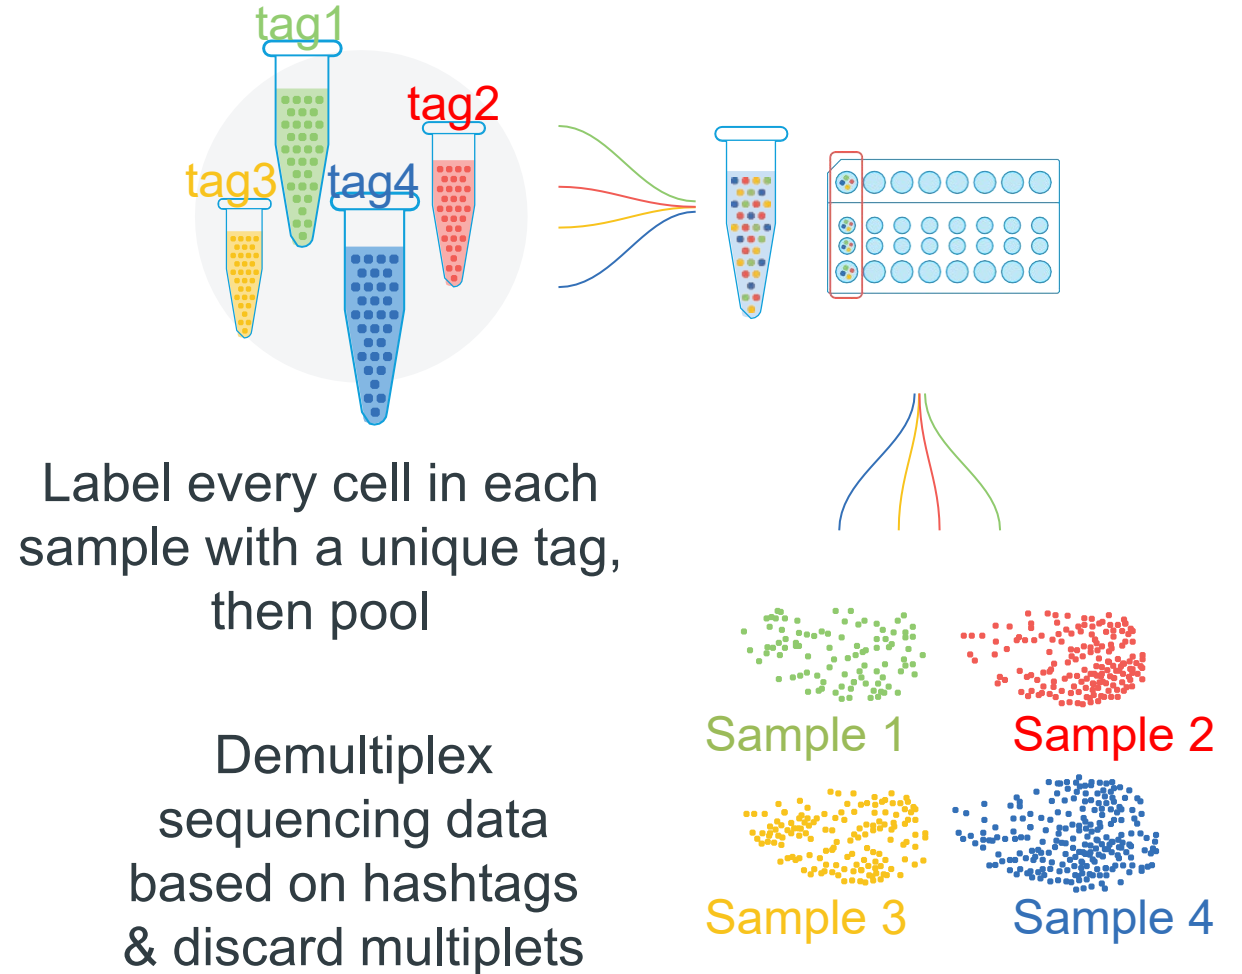 tag1
tag2
tag3
tag4
Label every cell in each
sample with a unique tag,
then pool
Demultiplex
sequencing data
based on hashtags
& discard multiplets
Sample 1
Sample 2
Sample 3
Sample 4